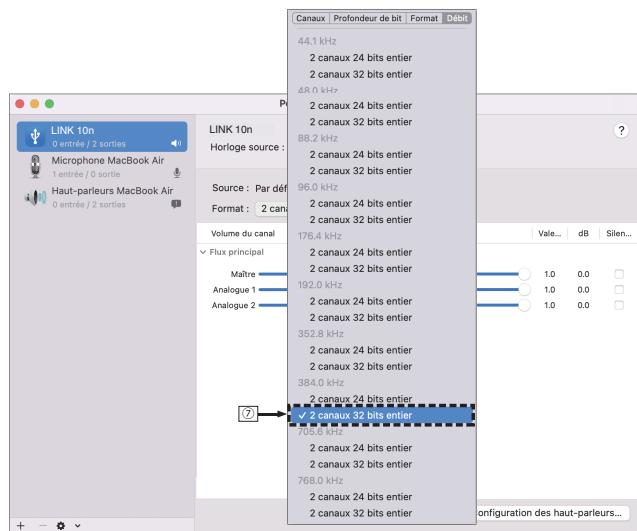 Canaux Profondeur de bit Format Débit
44.1 kHz
2 canaux 24 bits entier
2 canaux 32 bits entier
48.0 kHz
2 canaux 24 bits entier
2 canaux 32 bits entier
88.2 kHz
2 canaux 24 bits entier
2 canaux 32 bits entier
96.0 kHz
2 canaux 24 bits entier
2 canaux 32 bits entier
176.4 kHz
2 canaux 24 bits entier
2 canaux 32 bits entier
192.0 kHz
2 canaux 24 bits entier
2 canaux 32 bits entier
352.8 kHz
2 canaux 24 bits entier
2 canaux 32 bits entier
384.0 kHz
2 canaux 24 bits entier
⑦
✓ 2 canaux 32 bits entier
705.6 kHz
2 canaux 24 bits entier
2 canaux 32 bits entier
768.0 kHz
2 canaux 24 bits entier
2 canaux 32 bits entier
LINK 10n
0 entrée / 2 sorties
Microphone MacBook Air
1 entrée / 0 sortie
Haut-parleurs MacBook Air
0 entrée / 2 sorties
+ −
LINK 10n
?
Horloge source :
Source : Par déf
Format : 2 cana
Volume du canal Vale... dB Silen...
Flux principal
Maître 1.0 0.0
Analogue 1 1.0 0.0
Analogue 2 1.0 0.0
onfiguration des haut-parleurs...